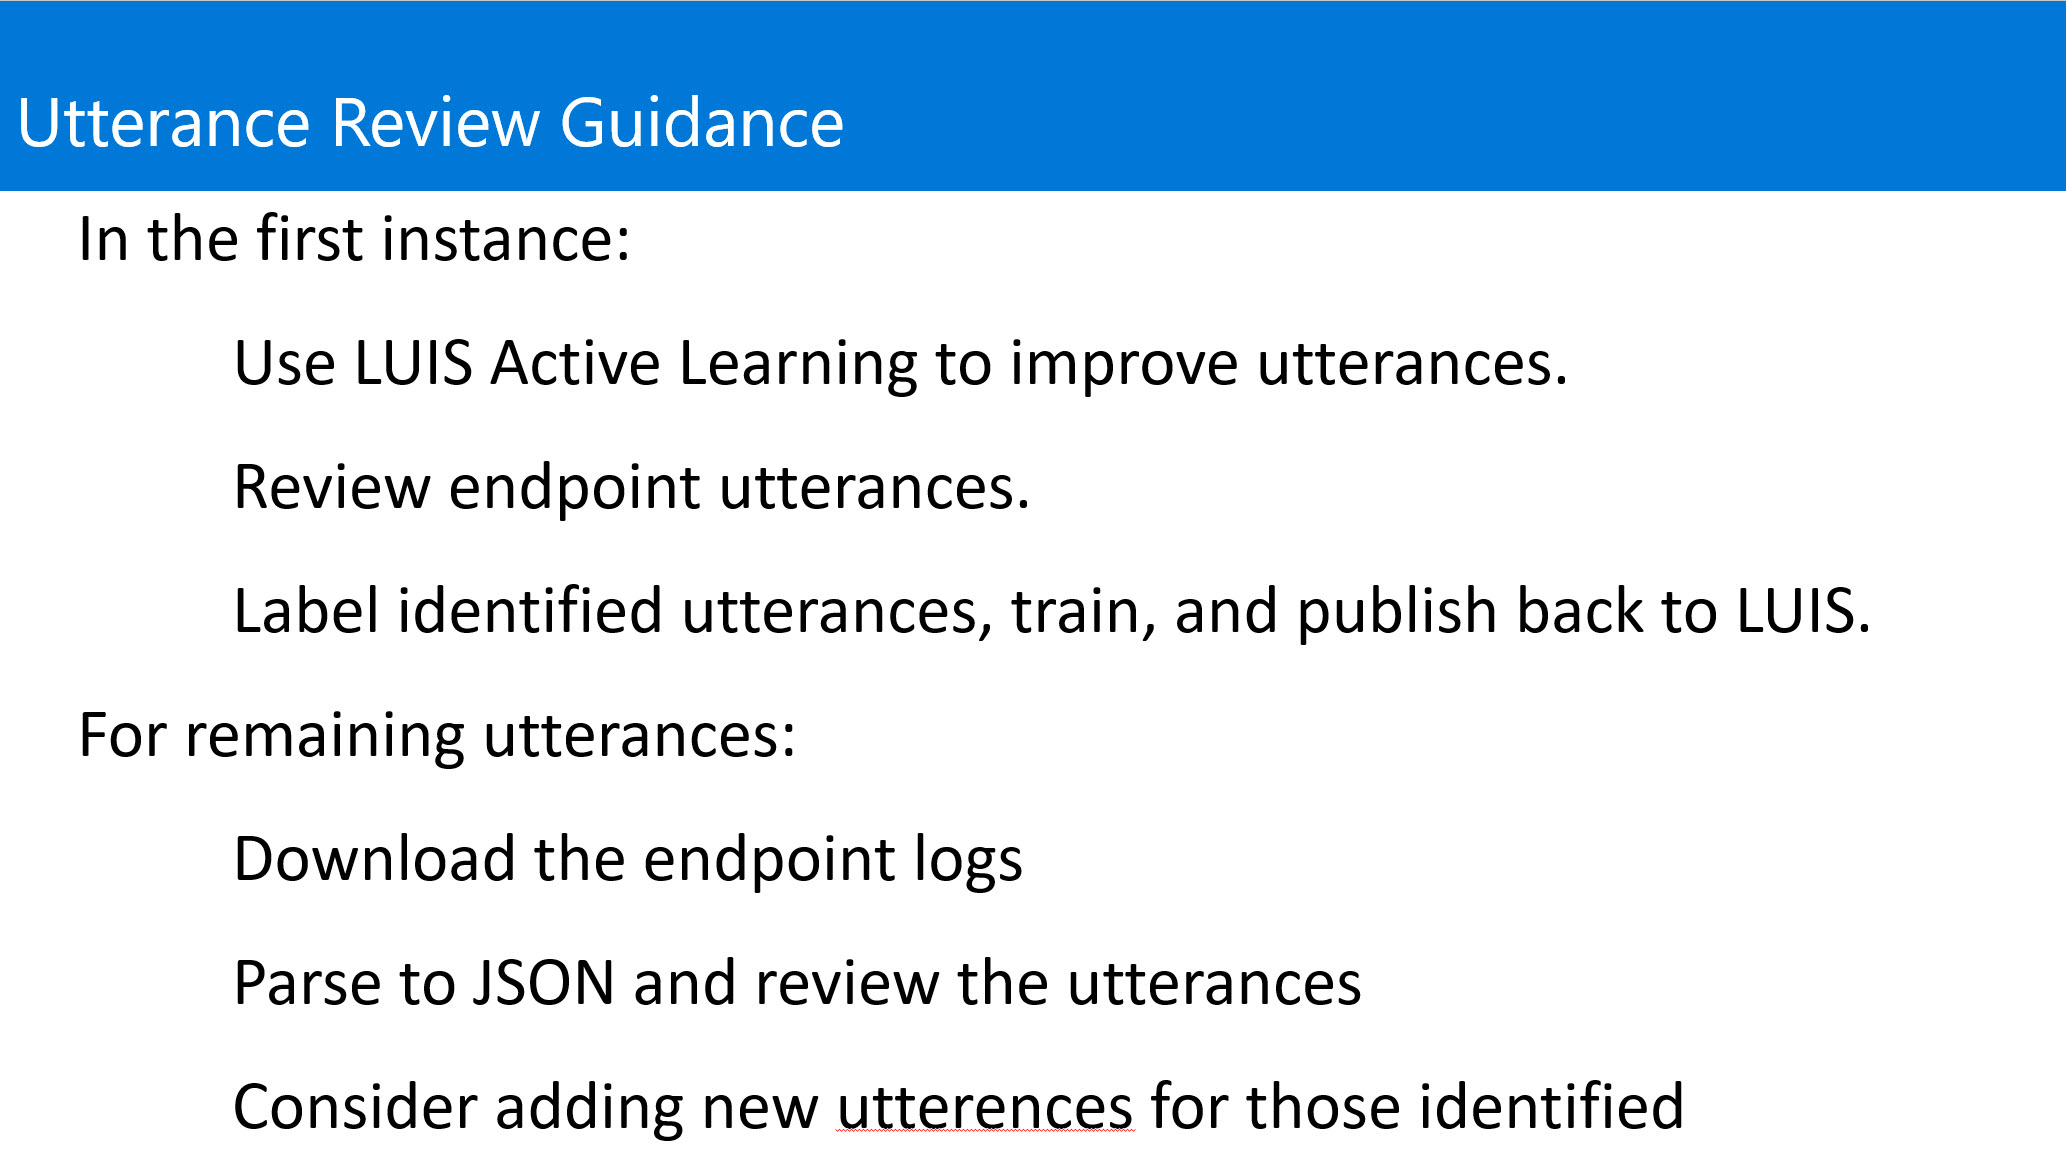 Utterance Review Guidance
In the first instance:
Use LUIS Active Learning to improve utterances.
Review endpoint utterances.
Label identified utterances, train, and publish back to LUIS.
For remaining utterances:
Download the endpoint logs
Parse to JSON and review the utterances
Consider adding new utterences for those identified